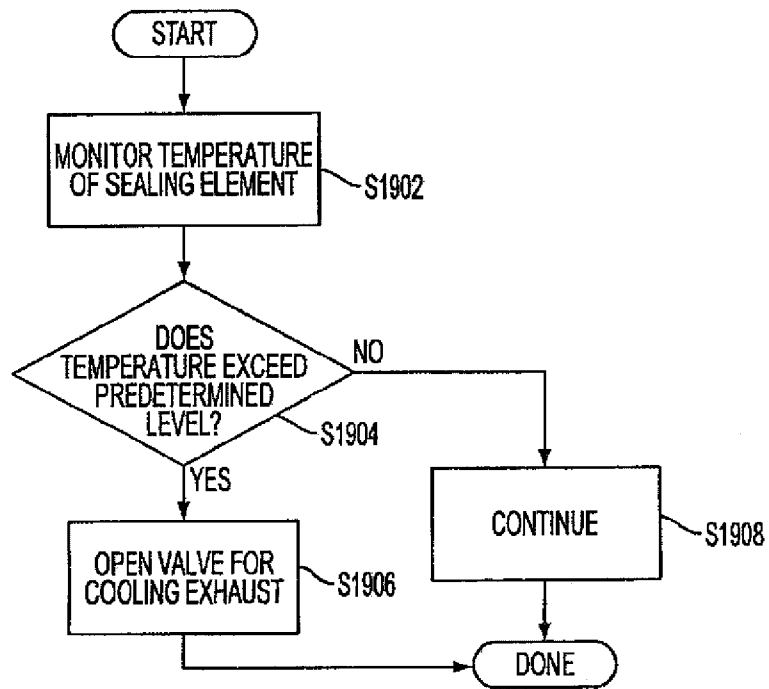 START
MONITOR TEMPERATURE
OF SEALING ELEMENT
S1902
DOES
TEMPERATURE EXCEED
PREDETERMINED
LEVEL?
NO
S1904
YES
CONTINUE
S1908
OPEN VALVE FOR
COOLING EXHAUST
S1906
DONE